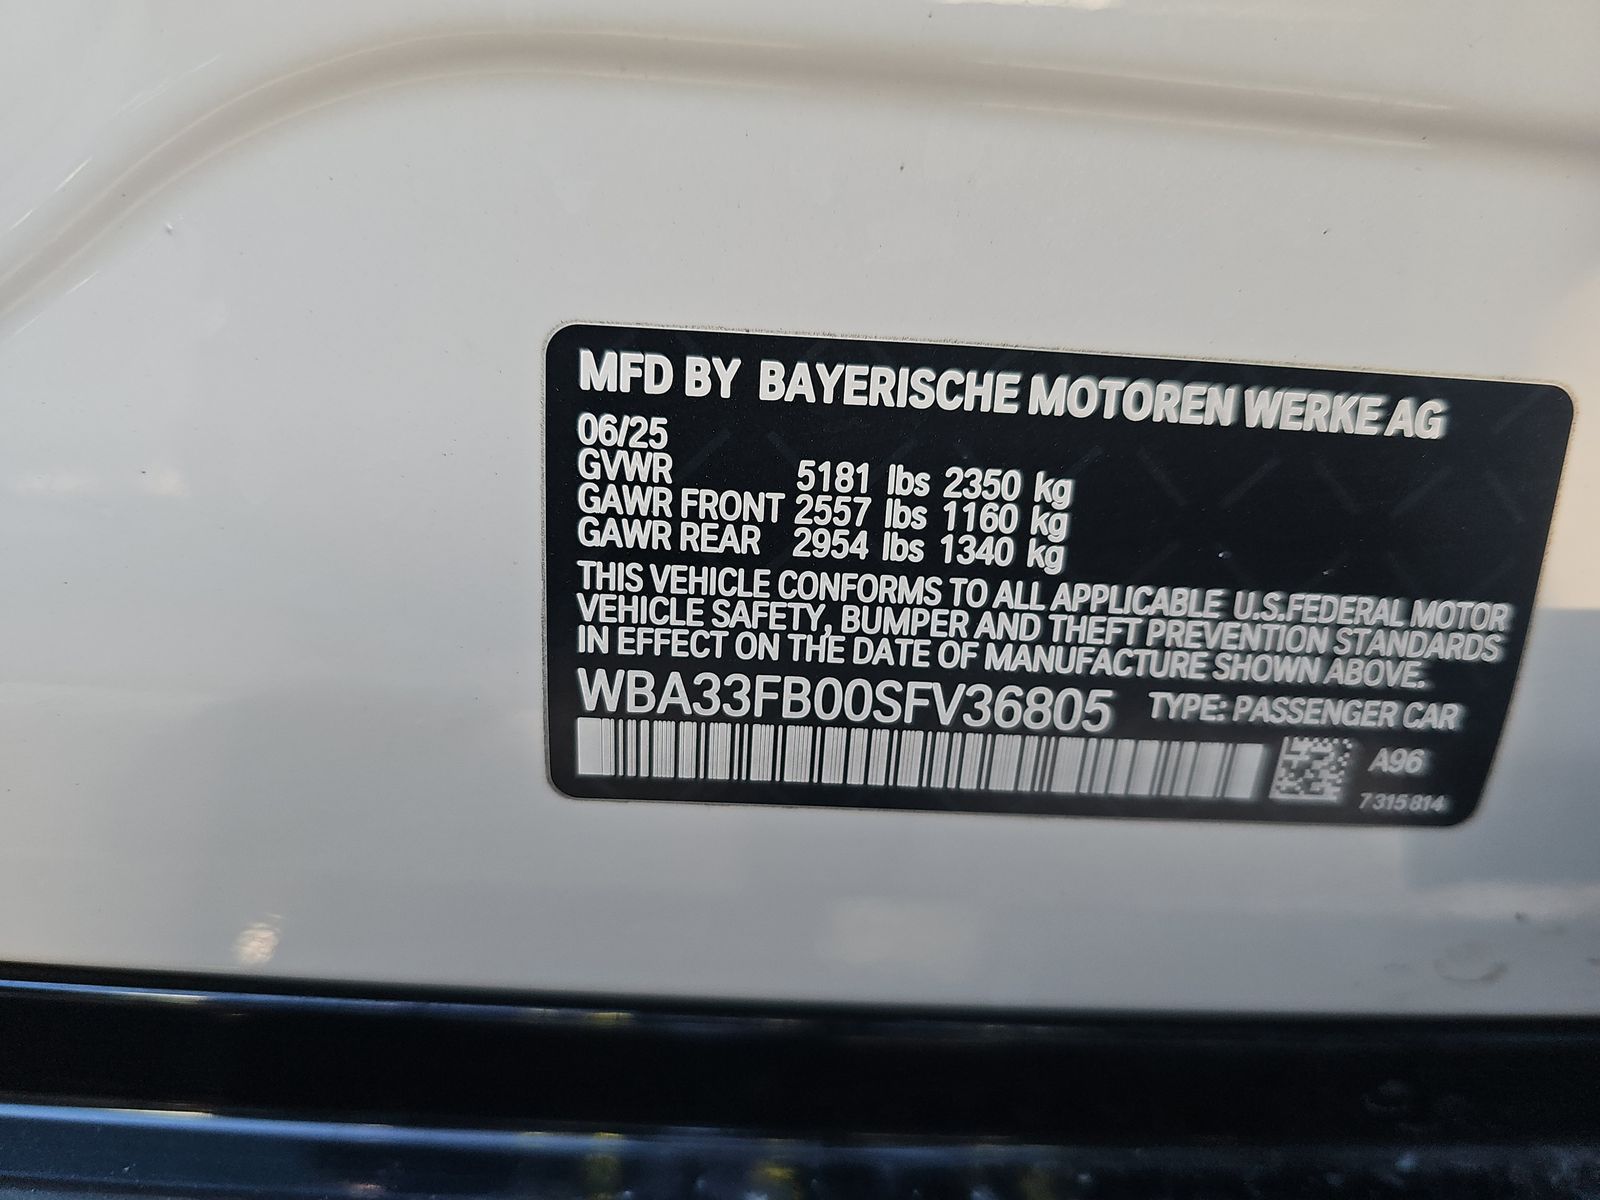 MFD BY BAYERISCHE MOTOREN WERKE AG
06/25
GVWR 5181 lbs 2350 kg
GAWR FRONT 2557 lbs 1160 kg
GAWR REAR 2954 lbs 1340 kg
THIS VEHICLE CONFORMS TO ALL APPLICABLE U.S.FEDERAL MOTOR
VEHICLE SAFETY, BUMPER AND THEFT PREVENTION STANDARDS
IN EFFECT ON THE DATE OF MANUFACTURE SHOWN ABOVE.
WBA33FB00SFV36805 TYPE: PASSENGER CAR
A96
7 315 814